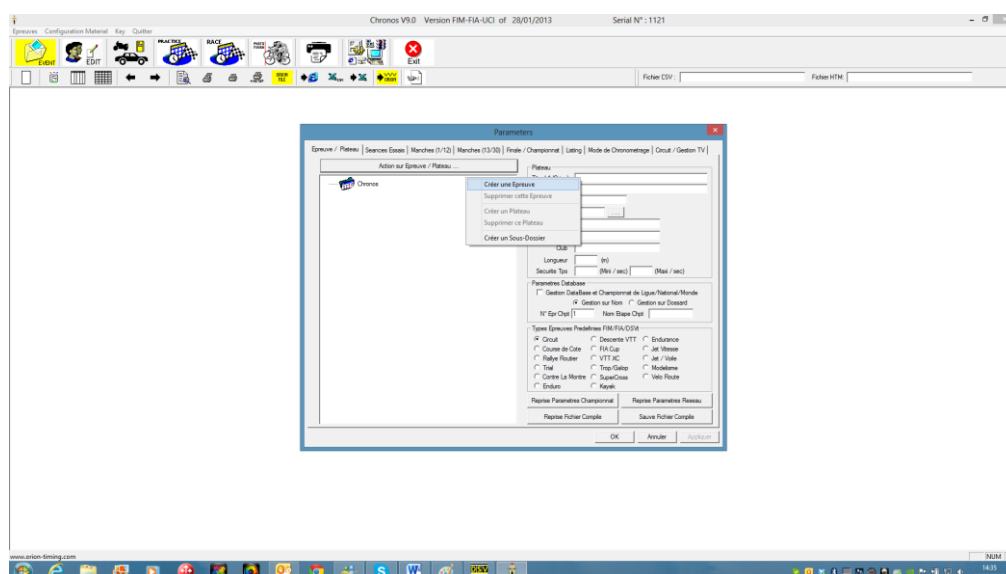 Chronos V9.0 Version FIM-FIA-UCI of 28/01/2013 Serial N° : 1121
Epreuves Configuration Materiel Key Quitter
EVENT EDIT PRACTICE RACE Exit
Fichier CSV : Fichier HTM:
Parameters
Epreuve / Plateau Seances Essais Manches (1/12) Manches (13/30) Finale / Championnat Listing Mode de Chronometrage Circuit / Gestion TV
Action sur Epreuve / Plateau ...
Plateau
Chronos
Créer une Epreuve
Supprimer cette Epreuve
Créer un Plateau
Supprimer ce Plateau
Créer un Sous-Dossier
Club
Longueur (m)
Securite Tps (Mini / sec) (Maxi / sec)
Parametres Database
Gestion DataBase et Championnat de Ligue/National/Monde
Gestion sur Nom Gestion sur Dossard
N° Epr Chpt 1 Nom Etape Chpt
Types Epreuves Predefinies FIM/FIA/DSVt
Circuit Descente VTT Endurance
Course de Cote FIA Cup Jet Vitesse
Rallye Routier VTT XC Jet / Voile
Trial Trop/Galop Modelisme
Contre La Montre SuperCross Velo Route
Enduro Kayak
Reprise Parametres Championnat Reprise Parametres Reseau
Reprise Fichier Compile Sauve Fichier Compile
OK Annuler Appliquer
www.orion-timing.com NUM
14:35